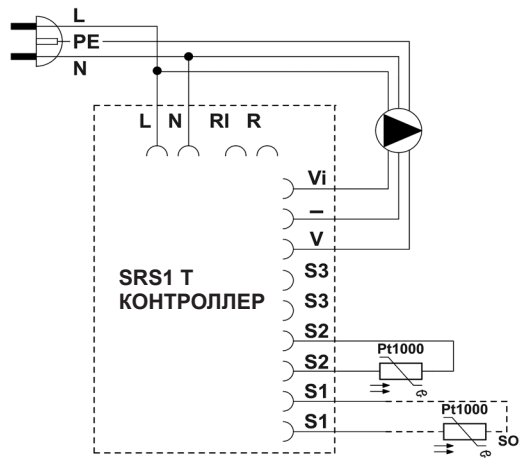 L
PE
N
L N RI R
Vi
–
V
S3
S3
S2
S2
S1
S1
SRS1 T
КОНТРОЛЛЕР
Pt1000
Pt1000
SO